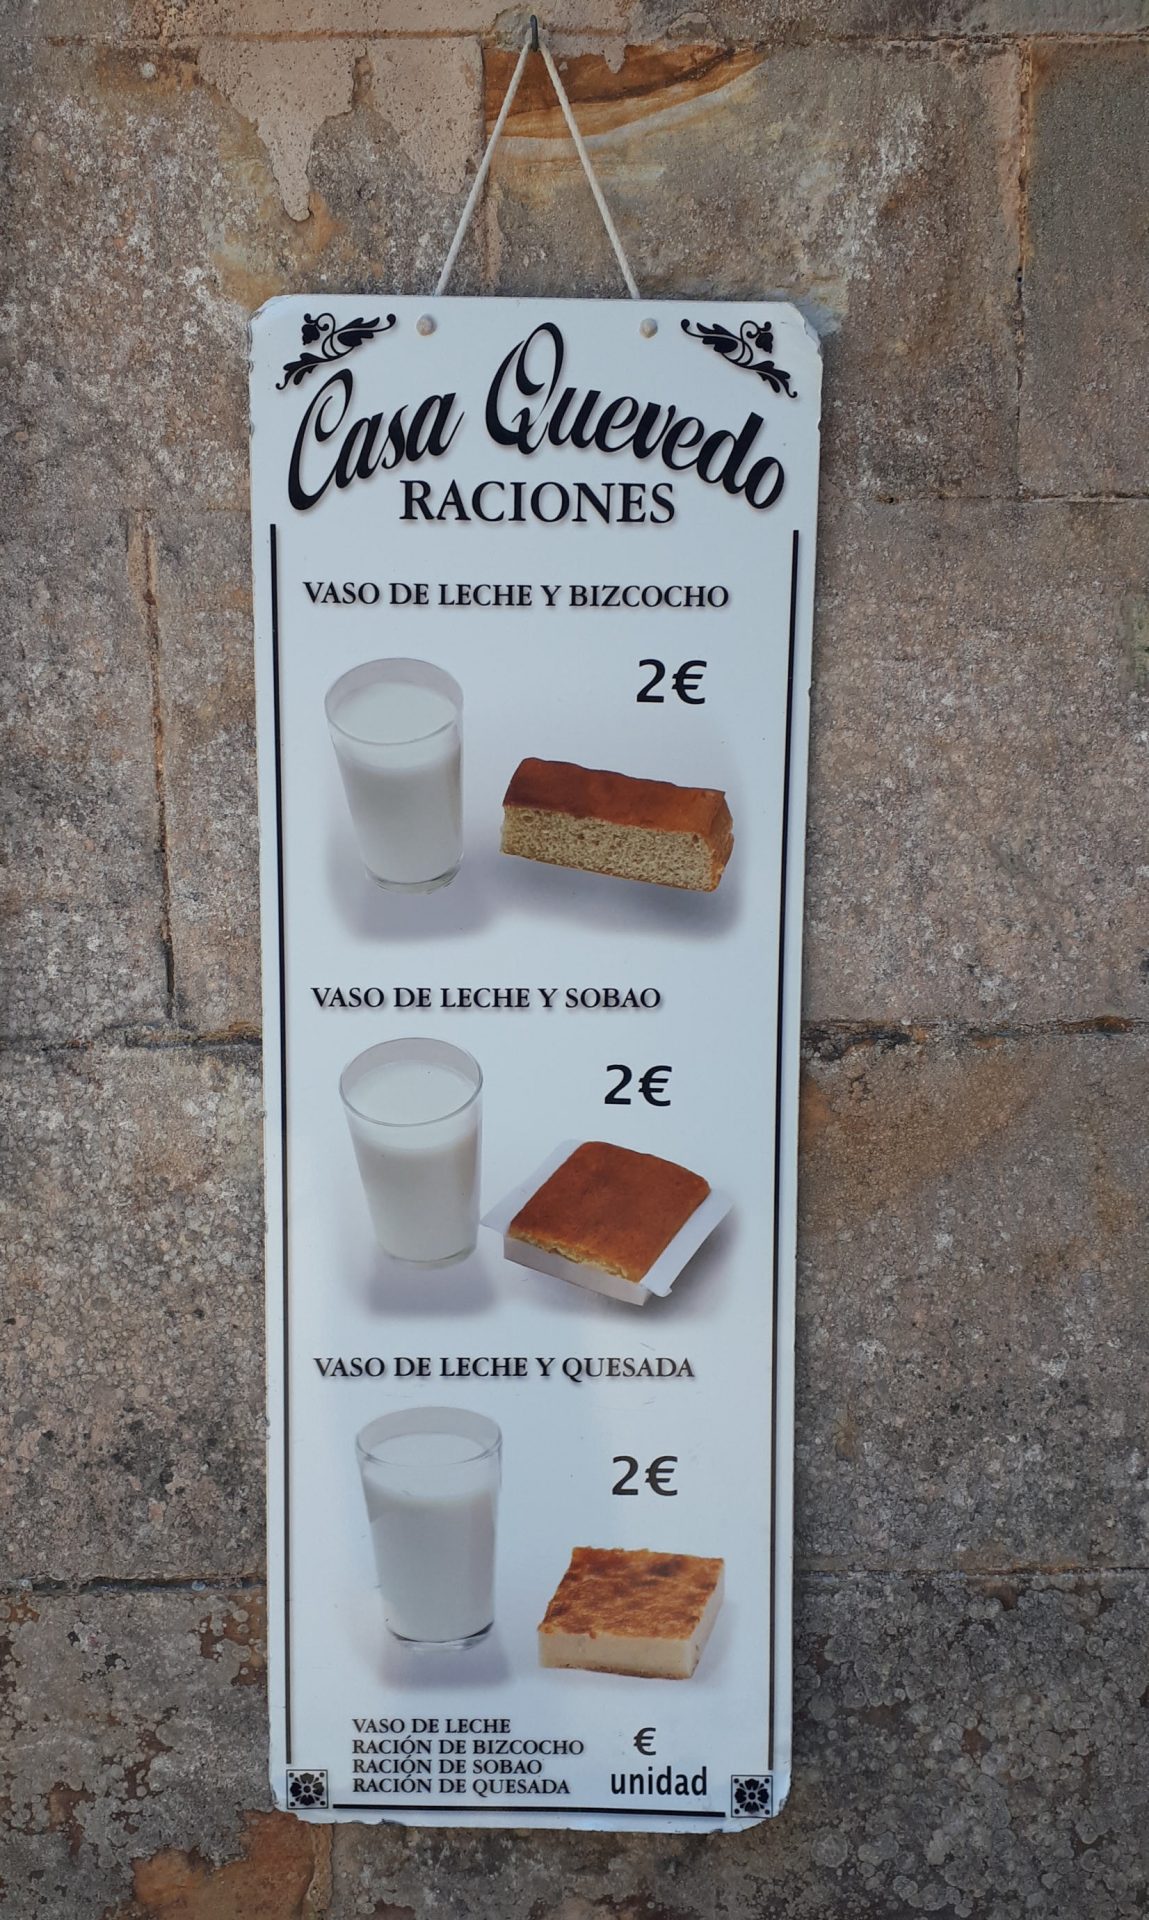 Casa Quevedo
RACIONES
VASO DE LECHE Y BIZCOCHO
2€
VASO DE LECHE Y SOBAO
2€
VASO DE LECHE Y QUESADA
2€
VASO DE LECHE
RACIÓN DE BIZCOCHO
RACIÓN DE SOBAO
RACIÓN DE QUESADA
€
unidad